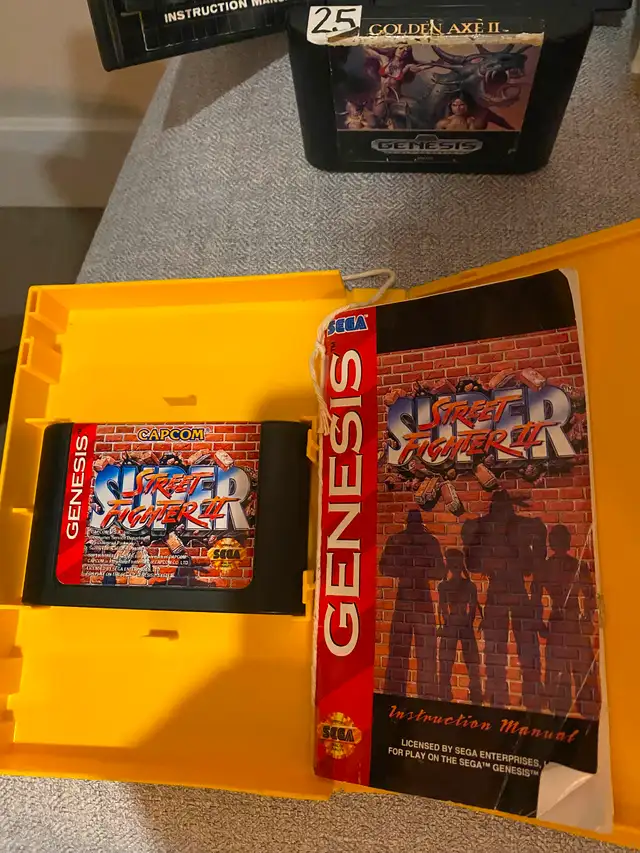 INSTRUCTION
25
GOLDEN AXE II
GENESIS
SEGA
GENESIS
SUPER
STREET
FIGHTER II
Instruction Manual
LICENSED BY SEGA ENTERPRISES,
FOR PLAY ON THE SEGA™ GENESIS™
SEGA
GENESIS
CAPCOM
SUPER
STREET
FIGHTER II
SEGA